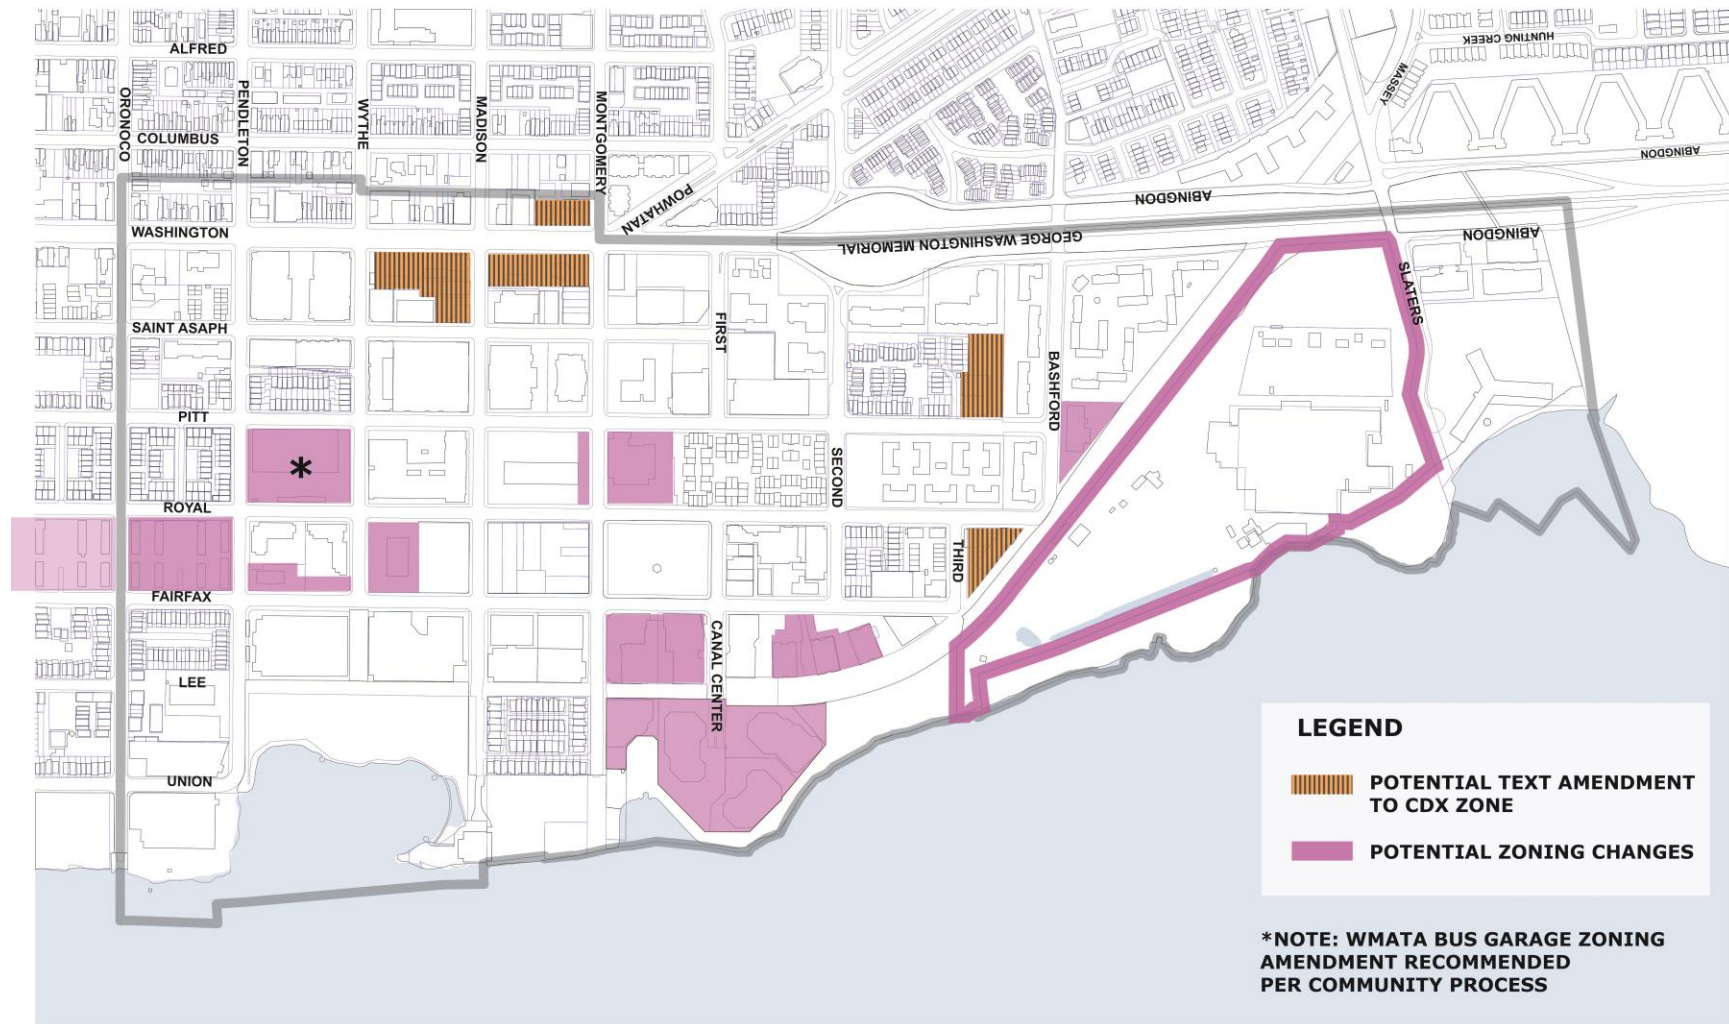 ALFRED
HUNTING CREEK
MASSEY
ORONOCO
PENDLETON
WYTHE
MADISON
MONTGOMERY
COLUMBUS
ABINGDON
POWHATAN
ABINGDON
WASHINGTON
GEORGE WASHINGTON MEMORIAL
ABINGDON
SLATERS
SAINT ASAPH
FIRST
BASHFORD
PITT
*
SECOND
ROYAL
THIRD
FAIRFAX
CANAL CENTER
LEE
UNION
LEGEND
POTENTIAL TEXT AMENDMENT
TO CDX ZONE
POTENTIAL ZONING CHANGES
*NOTE: WMATA BUS GARAGE ZONING
AMENDMENT RECOMMENDED
PER COMMUNITY PROCESS